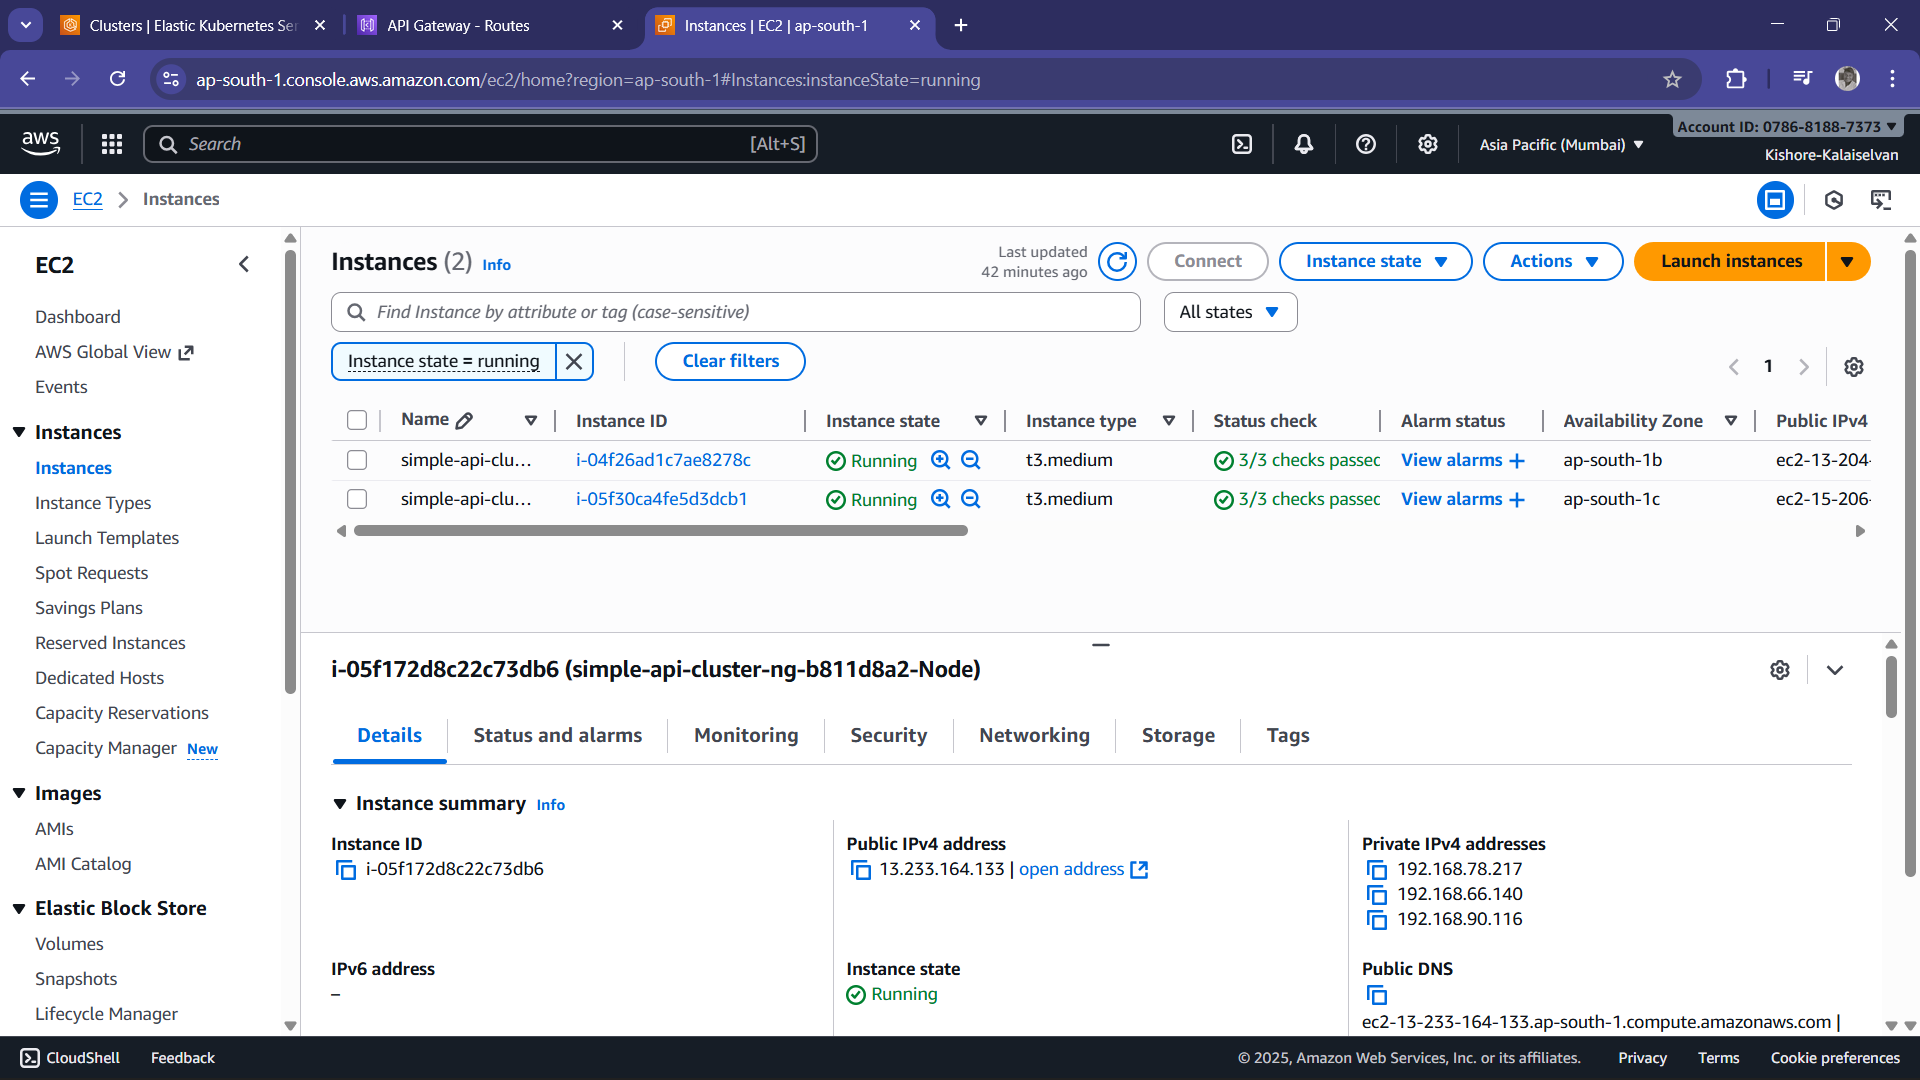 Clusters | Elastic Kubernetes Ser
API Gateway - Routes
Instances | EC2 | ap-south-1
ap-south-1.console.aws.amazon.com/ec2/home?region=ap-south-1#Instances:instanceState=running
aws
Search
[Alt+S]
Asia Pacific (Mumbai)
Account ID: 0786-8188-7373
Kishore-Kalaiselvan
EC2
Instances
EC2
Dashboard
AWS Global View
Events
Instances
Instances
Instance Types
Launch Templates
Spot Requests
Savings Plans
Reserved Instances
Dedicated Hosts
Capacity Reservations
Capacity Manager New
Images
AMIs
AMI Catalog
Elastic Block Store
Volumes
Snapshots
Lifecycle Manager
Instances (2) Info
Last updated
42 minutes ago
Connect
Instance state
Actions
Launch instances
Find Instance by attribute or tag (case-sensitive)
All states
Instance state = running
Clear filters
1
Name Instance ID Instance state Instance type Status check Alarm status Availability Zone Public IPv4
simple-api-clu... i-04f26ad1c7ae8278c Running t3.medium 3/3 checks passec View alarms ap-south-1b ec2-13-204-
simple-api-clu... i-05f30ca4fe5d3dcb1 Running t3.medium 3/3 checks passec View alarms ap-south-1c ec2-15-206-
i-05f172d8c22c73db6 (simple-api-cluster-ng-b811d8a2-Node)
Details
Status and alarms
Monitoring
Security
Networking
Storage
Tags
Instance summary Info
Instance ID
i-05f172d8c22c73db6
Public IPv4 address
13.233.164.133 | open address
Private IPv4 addresses
192.168.78.217
192.168.66.140
192.168.90.116
IPv6 address
–
Instance state
Running
Public DNS
ec2-13-233-164-133.ap-south-1.compute.amazonaws.com |
CloudShell
Feedback
© 2025, Amazon Web Services, Inc. or its affiliates.
Privacy
Terms
Cookie preferences